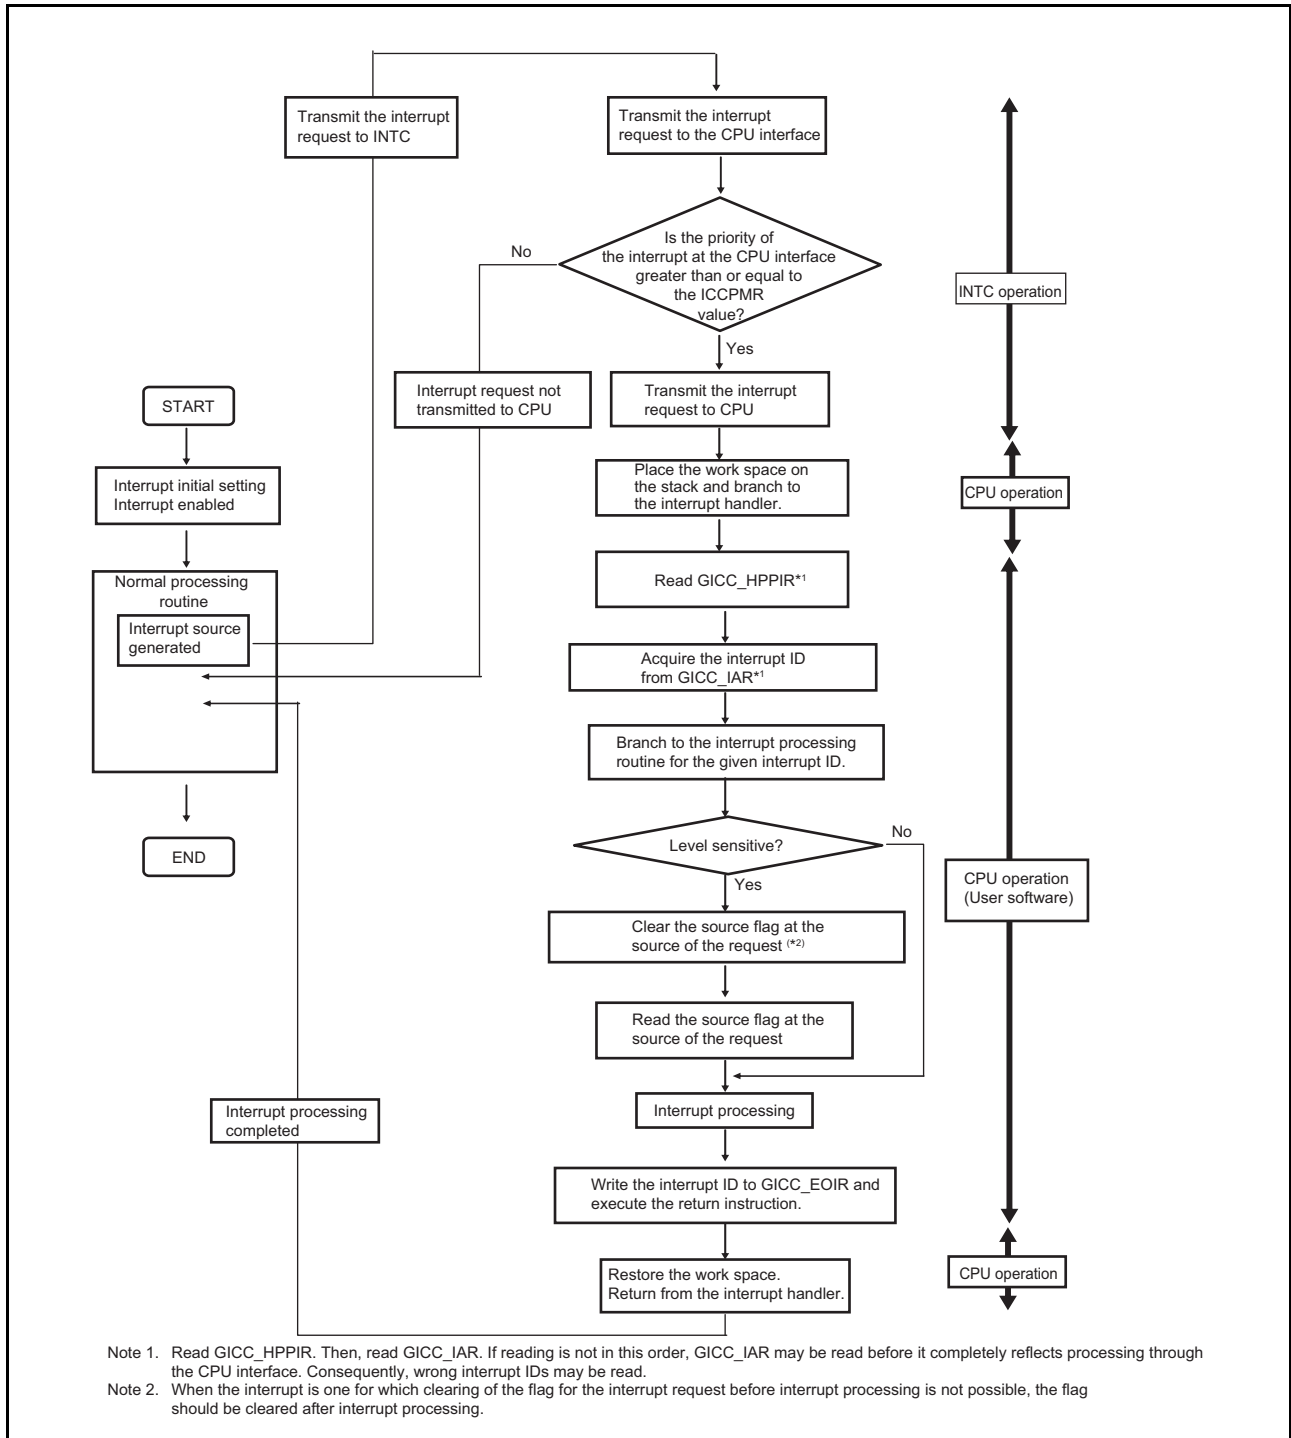 Transmit the interrupt
request to INTC
Transmit the interrupt
request to the CPU interface
Is the priority of
the interrupt at the CPU interface
greater than or equal to
the ICCPMR
value?
No
Yes
INTC operation
Interrupt request not
transmitted to CPU
Transmit the interrupt
request to CPU
START
Interrupt initial setting
Interrupt enabled
Place the work space on
the stack and branch to
the interrupt handler.
CPU operation
Normal processing
routine
Interrupt source
generated
Read GICC_HPPIR*1
Acquire the interrupt ID
from GICC_IAR*1
Branch to the interrupt processing
routine for the given interrupt ID.
END
Level sensitive?
No
Yes
CPU operation
(User software)
Clear the source flag at the
source of the request (*2)
Read the source flag at the
source of the request
Interrupt processing
Interrupt processing
completed
Write the interrupt ID to GICC_EOIR and
execute the return instruction.
Restore the work space.
Return from the interrupt handler.
CPU operation
Note 1. Read GICC_HPPIR. Then, read GICC_IAR. If reading is not in this order, GICC_IAR may be read before it completely reflects processing through
the CPU interface. Consequently, wrong interrupt IDs may be read.
Note 2. When the interrupt is one for which clearing of the flag for the interrupt request before interrupt processing is not possible, the flag
should be cleared after interrupt processing.